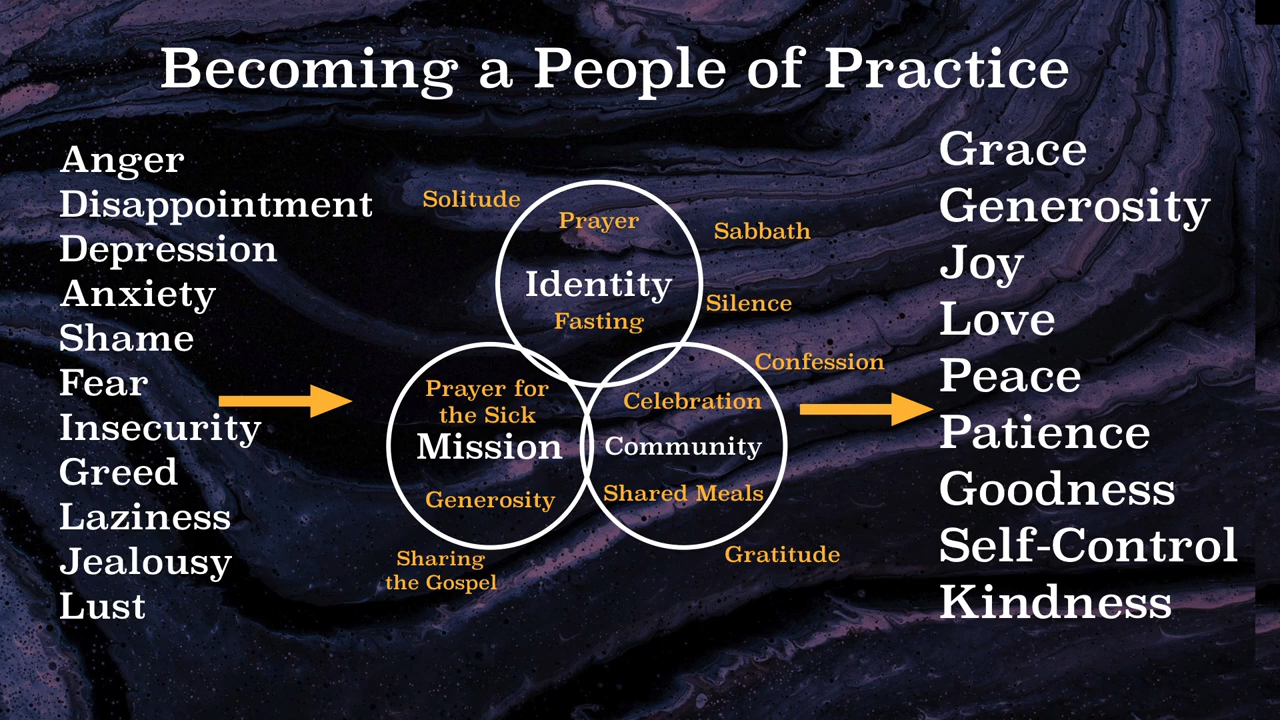 Becoming a People of Practice
Anger
Disappointment
Depression
Anxiety
Shame
Fear
Insecurity
Greed
Laziness
Jealousy
Lust
Solitude
Prayer
Sabbath
Identity
Silence
Fasting
Confession
Prayer for
the Sick
Mission
Generosity
Celebration
Community
Shared Meals
Sharing
the Gospel
Gratitude
Grace
Generosity
Joy
Love
Peace
Patience
Goodness
Self-Control
Kindness